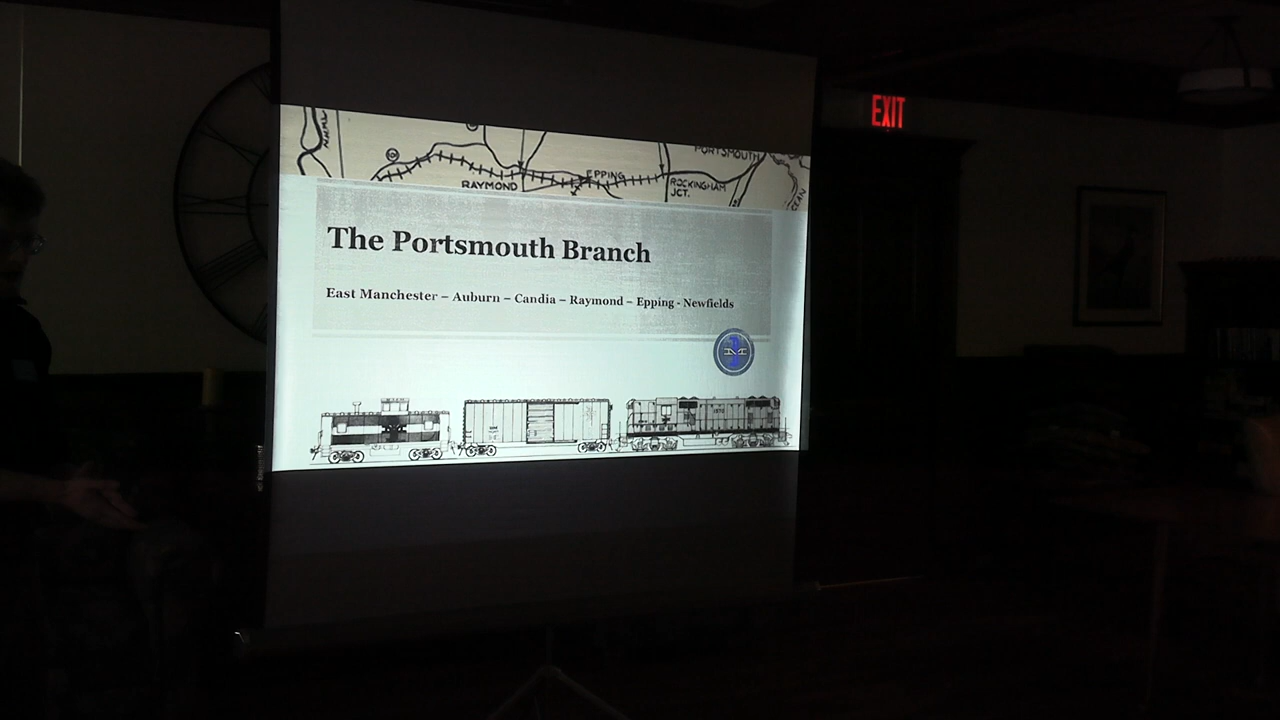 EXIT
PORTSMOUTH
EPPING
RAYMOND
ROCKINGHAM
JCT.
The Portsmouth Branch
East Manchester – Auburn – Candia – Raymond – Epping - Newfields